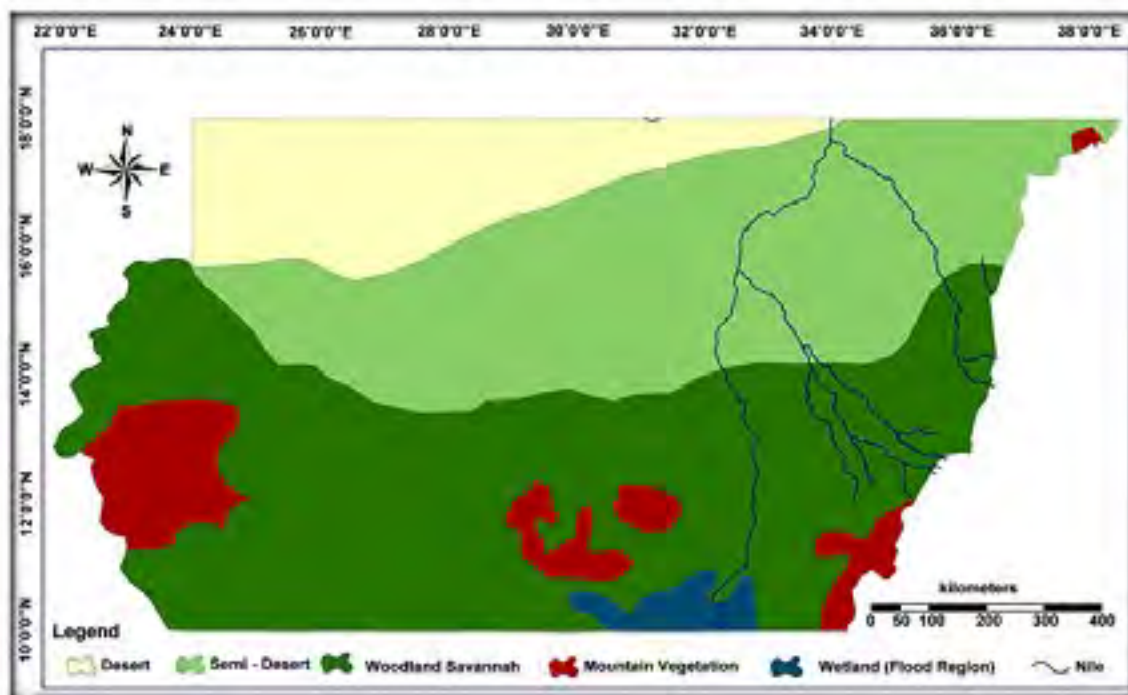 22°0'0"E 24°0'0"E 26°0'0"E 28°0'0"E 30°0'0"E 32°0'0"E 34°0'0"E 36°0'0"E 38°0'0"E
18°0'0"N
16°0'0"N
14°0'0"N
12°0'0"N
10°0'0"N
N
W E
S
kilometers
0 50 100 200 300 400
Legend
Desert Semi - Desert Woodland Savannah Mountain Vegetation Wetland (Flood Region) Nile